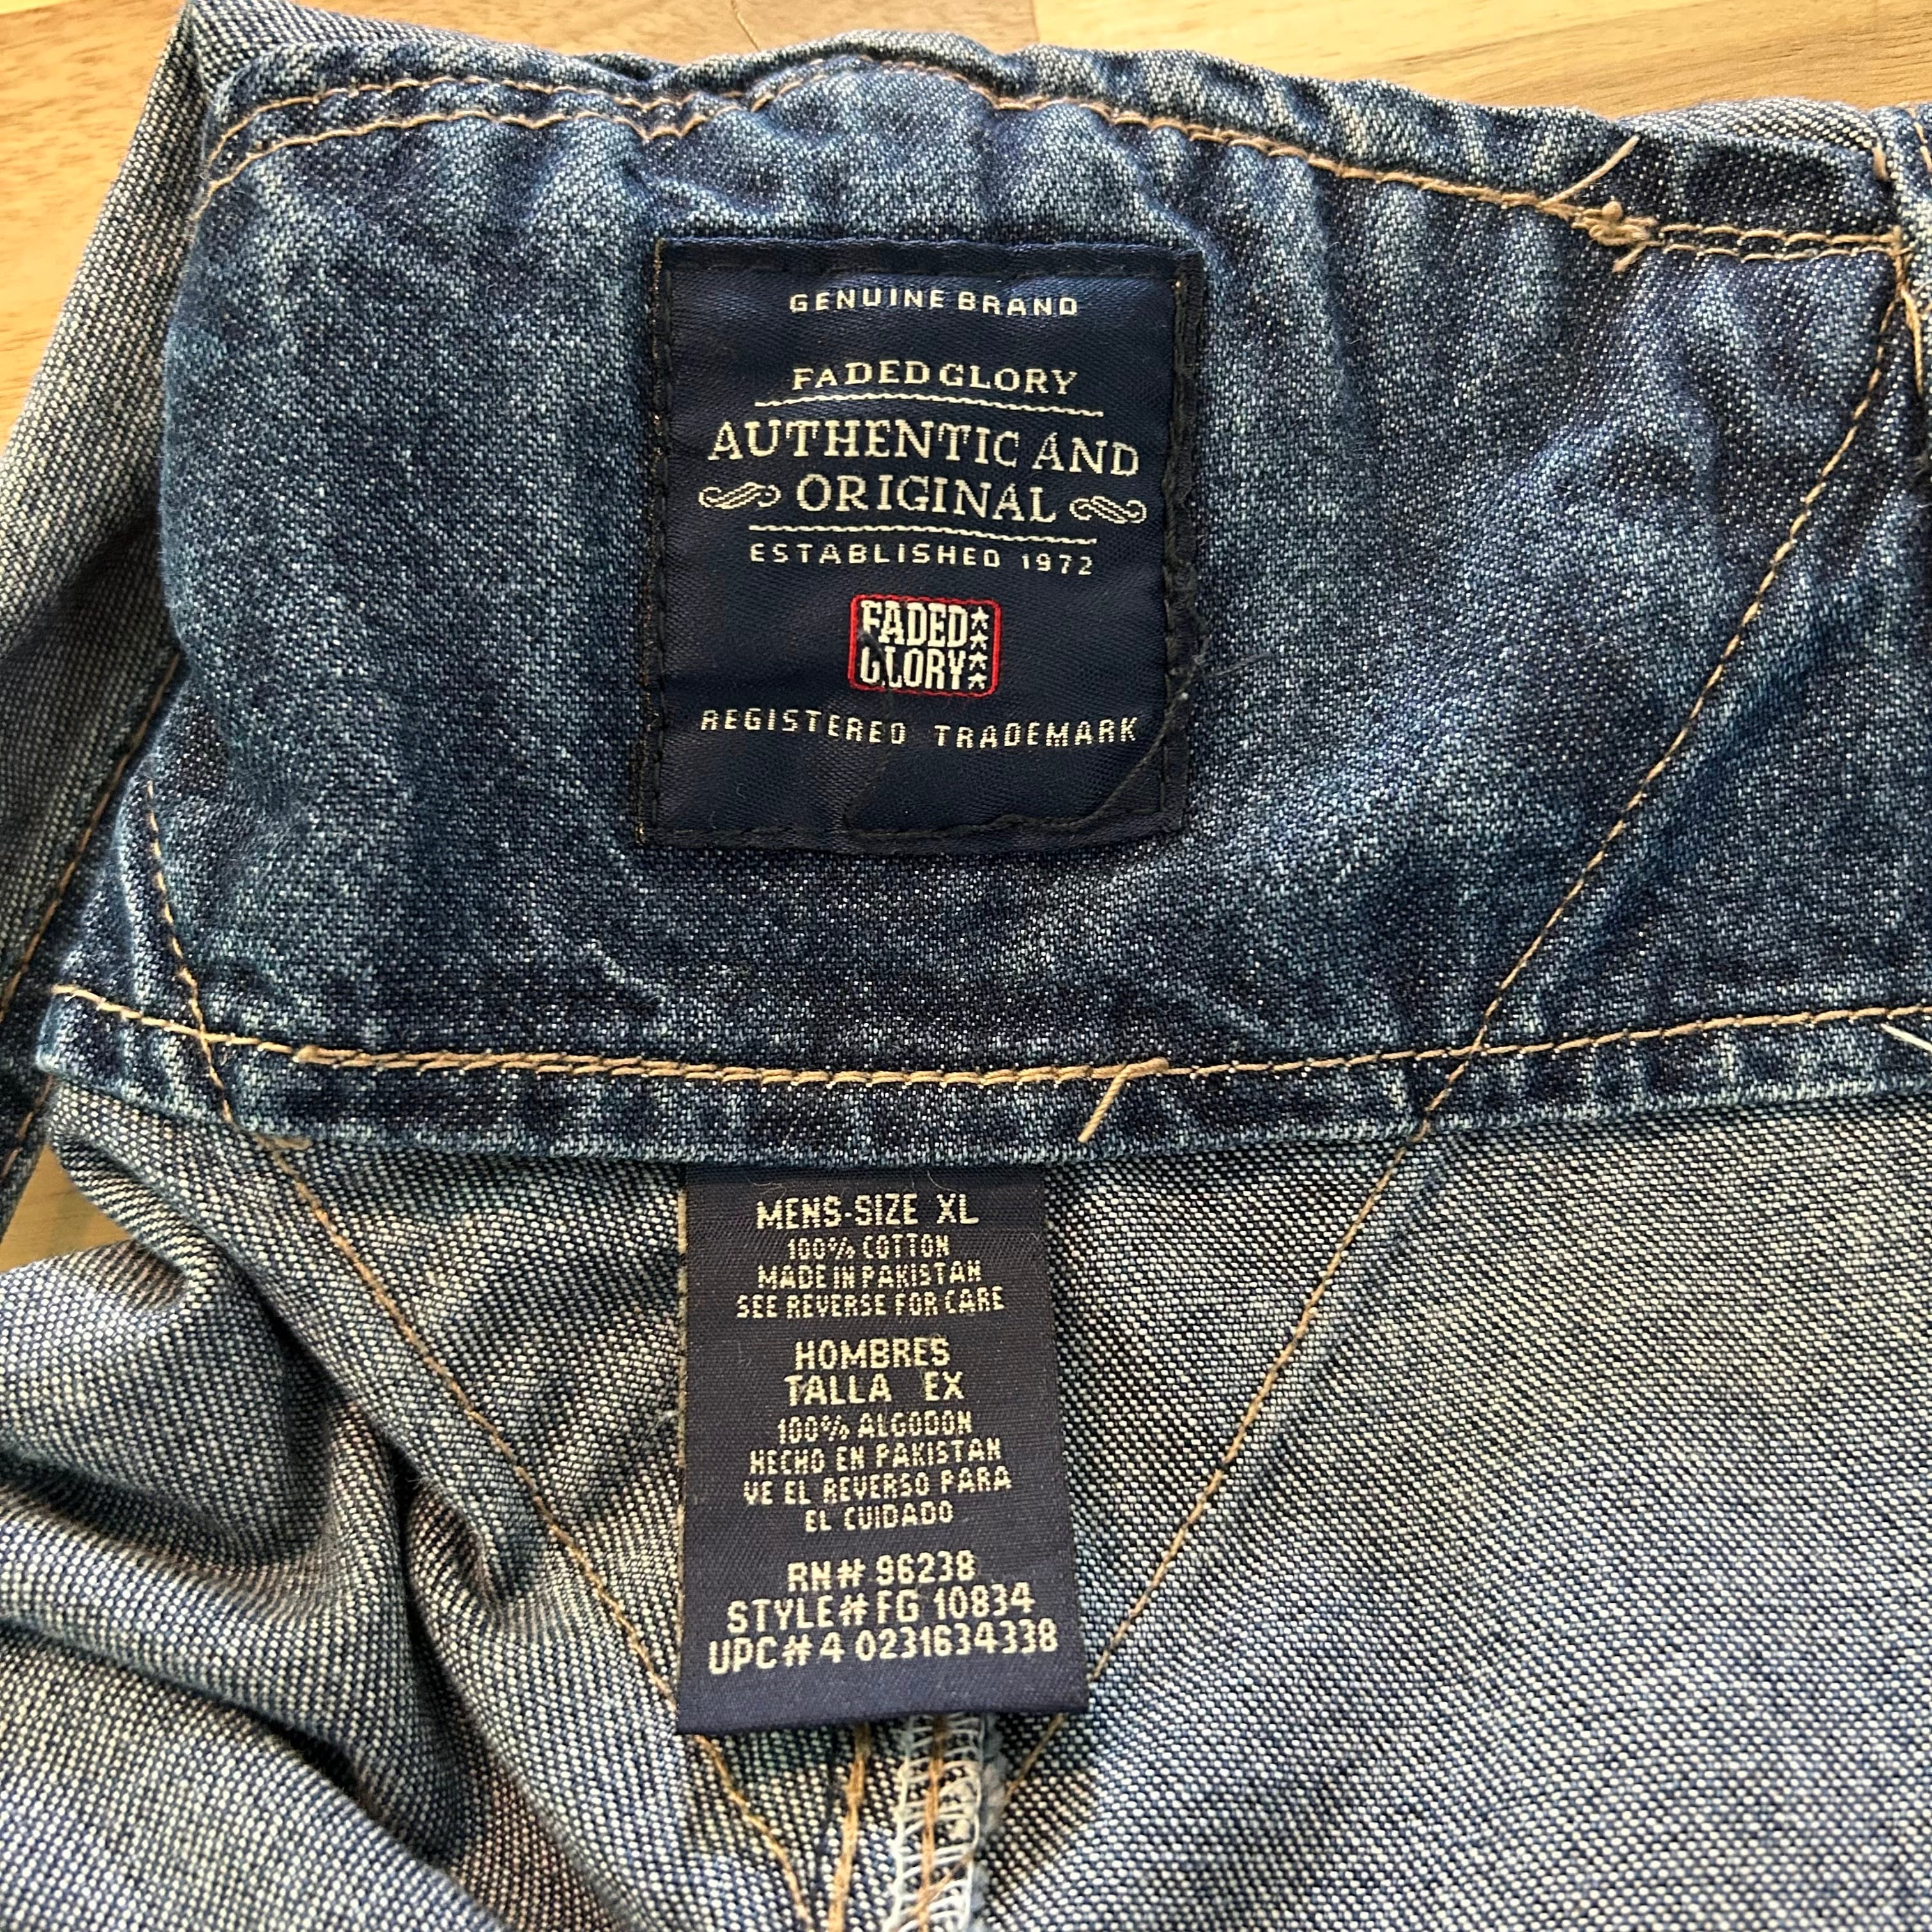 GENUINE BRAND
FADED GLORY
AUTHENTIC AND
ORIGINAL
ESTABLISHED 1972
FADED
GLORY
REGISTERED TRADEMARK
MENS-SIZE XL
100% COTTON
MADE IN PAKISTAN
SEE REVERSE FOR CARE
HOMBRES
TALLA EX
100% ALGODON
HECHO EN PAKISTAN
VE EL REVERSO PARA
EL CUIDADO
RN# 96238
STYLE# FG 10834
UPC# 4 0231634338